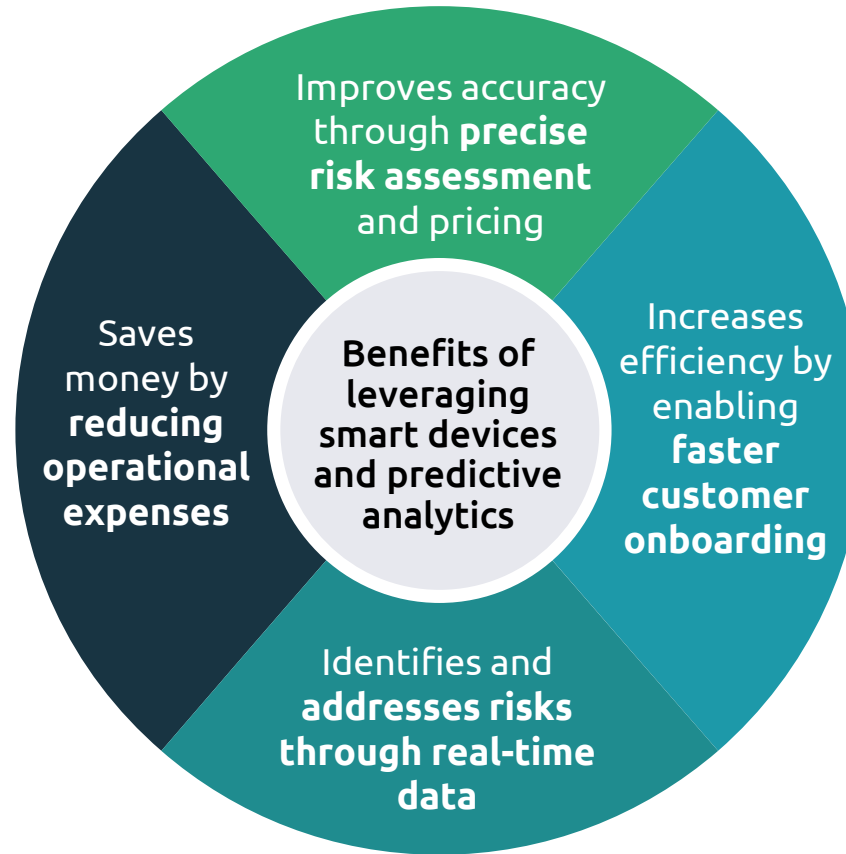 Improves accuracy
through precise
risk assessment
and pricing
Increases
efficiency by
enabling
faster
customer
onboarding
Identifies and
addresses risks
through real-time
data
Saves
money by
reducing
operational
expenses
Benefits of
leveraging
smart devices
and predictive
analytics